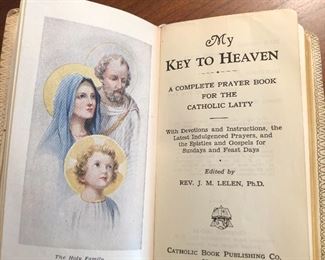 The Holy Family
My
KEY TO HEAVEN
A COMPLETE PRAYER BOOK
FOR THE
CATHOLIC LAITY
With Devotions and Instructions, the
Latest Indulgenced Prayers, and
the Epistles and Gospels for
Sundays and Feast Days
Edited by
REV. J. M. LELEN, PH.D.
CATHOLIC BOOK PUBLISHING CO.